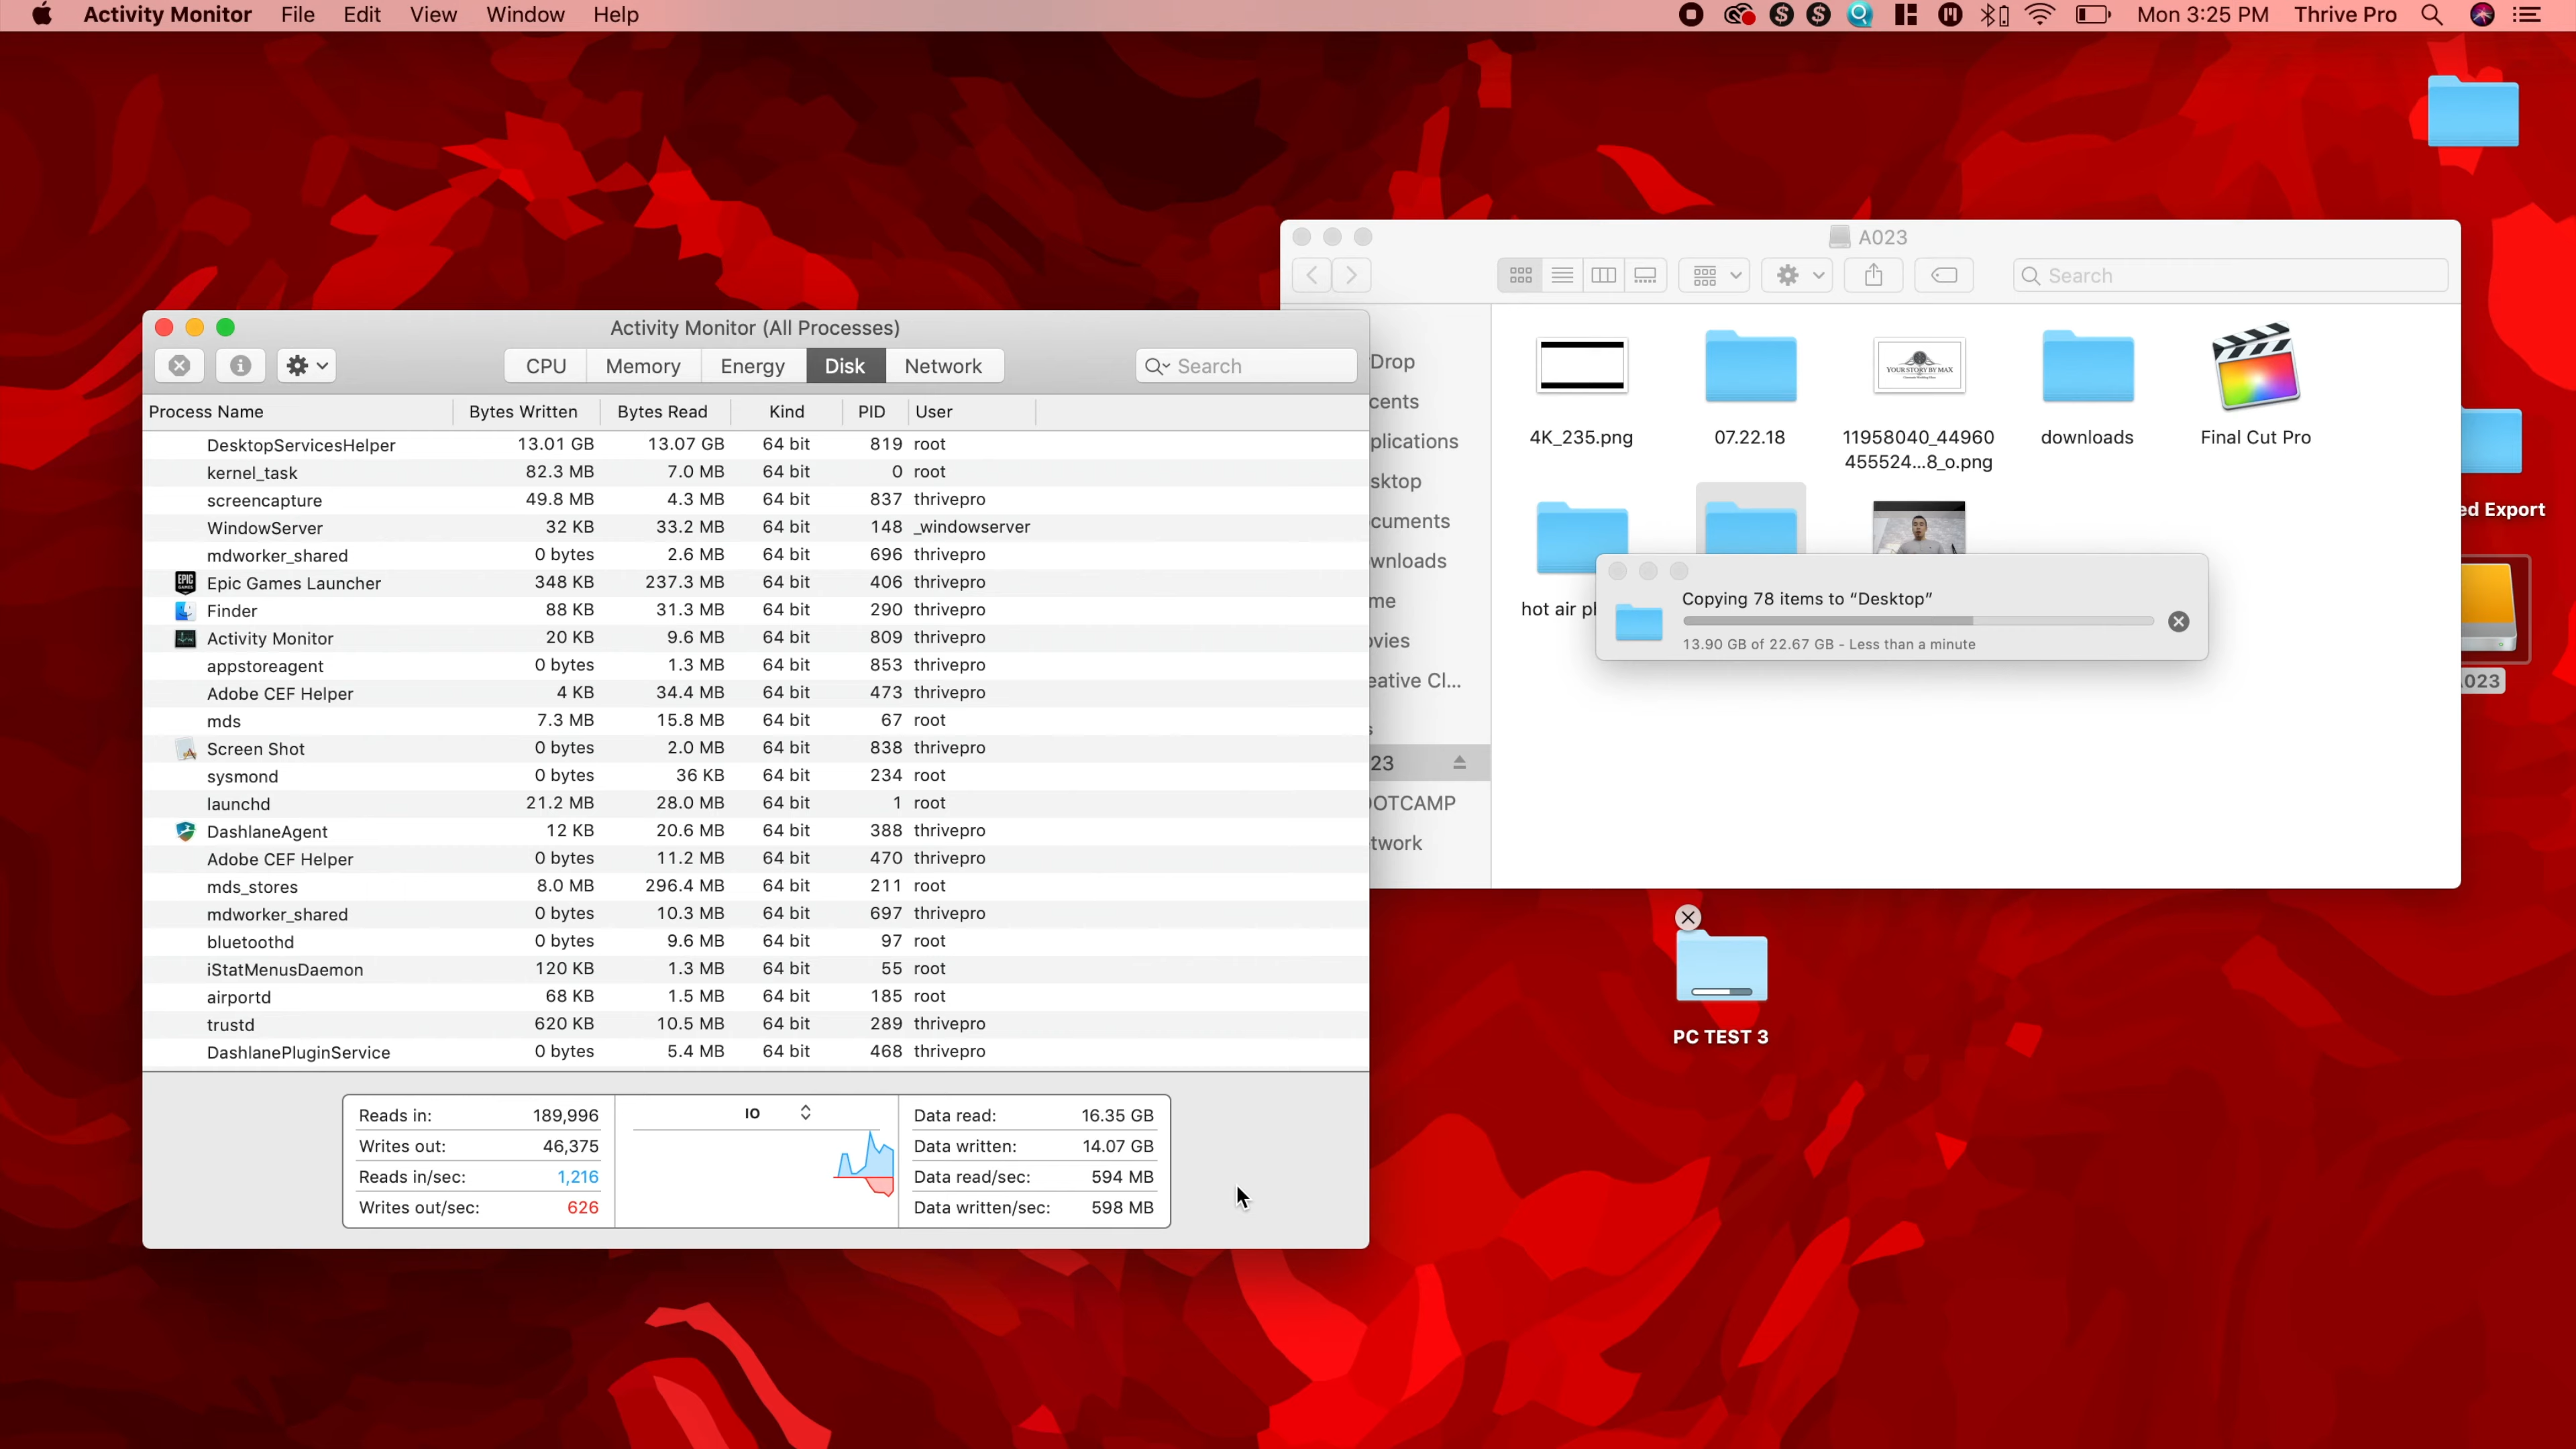 Activity Monitor File Edit View Window Help
Mon 3:25 PM Thrive Pro
A023
Search
Drop
cents
plications
sktop
cuments
wnloads
me
ovies
eative Cl...
s
23
OOTCAMP
twork
4K_235.png
07.22.18
11958040_44960
455524...8_o.png
downloads
Final Cut Pro
YOUR STORY BY MAX
hot air pl
Copying 78 items to “Desktop”
13.90 GB of 22.67 GB - Less than a minute
ed Export
023
PC TEST 3
Activity Monitor (All Processes)
CPU Memory Energy Disk Network
Search
Process Name Bytes Written Bytes Read Kind PID User
DesktopServicesHelper 13.01 GB 13.07 GB 64 bit 819 root
kernel_task 82.3 MB 7.0 MB 64 bit 0 root
screencapture 49.8 MB 4.3 MB 64 bit 837 thrivepro
WindowServer 32 KB 33.2 MB 64 bit 148 _windowserver
mdworker_shared 0 bytes 2.6 MB 64 bit 696 thrivepro
EPIC GAMES Epic Games Launcher 348 KB 237.3 MB 64 bit 406 thrivepro
Finder 88 KB 31.3 MB 64 bit 290 thrivepro
Activity Monitor 20 KB 9.6 MB 64 bit 809 thrivepro
appstoreagent 0 bytes 1.3 MB 64 bit 853 thrivepro
Adobe CEF Helper 4 KB 34.4 MB 64 bit 473 thrivepro
mds 7.3 MB 15.8 MB 64 bit 67 root
Screen Shot 0 bytes 2.0 MB 64 bit 838 thrivepro
sysmond 0 bytes 36 KB 64 bit 234 root
launchd 21.2 MB 28.0 MB 64 bit 1 root
DashlaneAgent 12 KB 20.6 MB 64 bit 388 thrivepro
Adobe CEF Helper 0 bytes 11.2 MB 64 bit 470 thrivepro
mds_stores 8.0 MB 296.4 MB 64 bit 211 root
mdworker_shared 0 bytes 10.3 MB 64 bit 697 thrivepro
bluetoothd 0 bytes 9.6 MB 64 bit 97 root
iStatMenusDaemon 120 KB 1.3 MB 64 bit 55 root
airportd 68 KB 1.5 MB 64 bit 185 root
trustd 620 KB 10.5 MB 64 bit 289 thrivepro
DashlanePluginService 0 bytes 5.4 MB 64 bit 468 thrivepro
Reads in: 189,996
Writes out: 46,375
Reads in/sec: 1,216
Writes out/sec: 626
IO
Data read: 16.35 GB
Data written: 14.07 GB
Data read/sec: 594 MB
Data written/sec: 598 MB